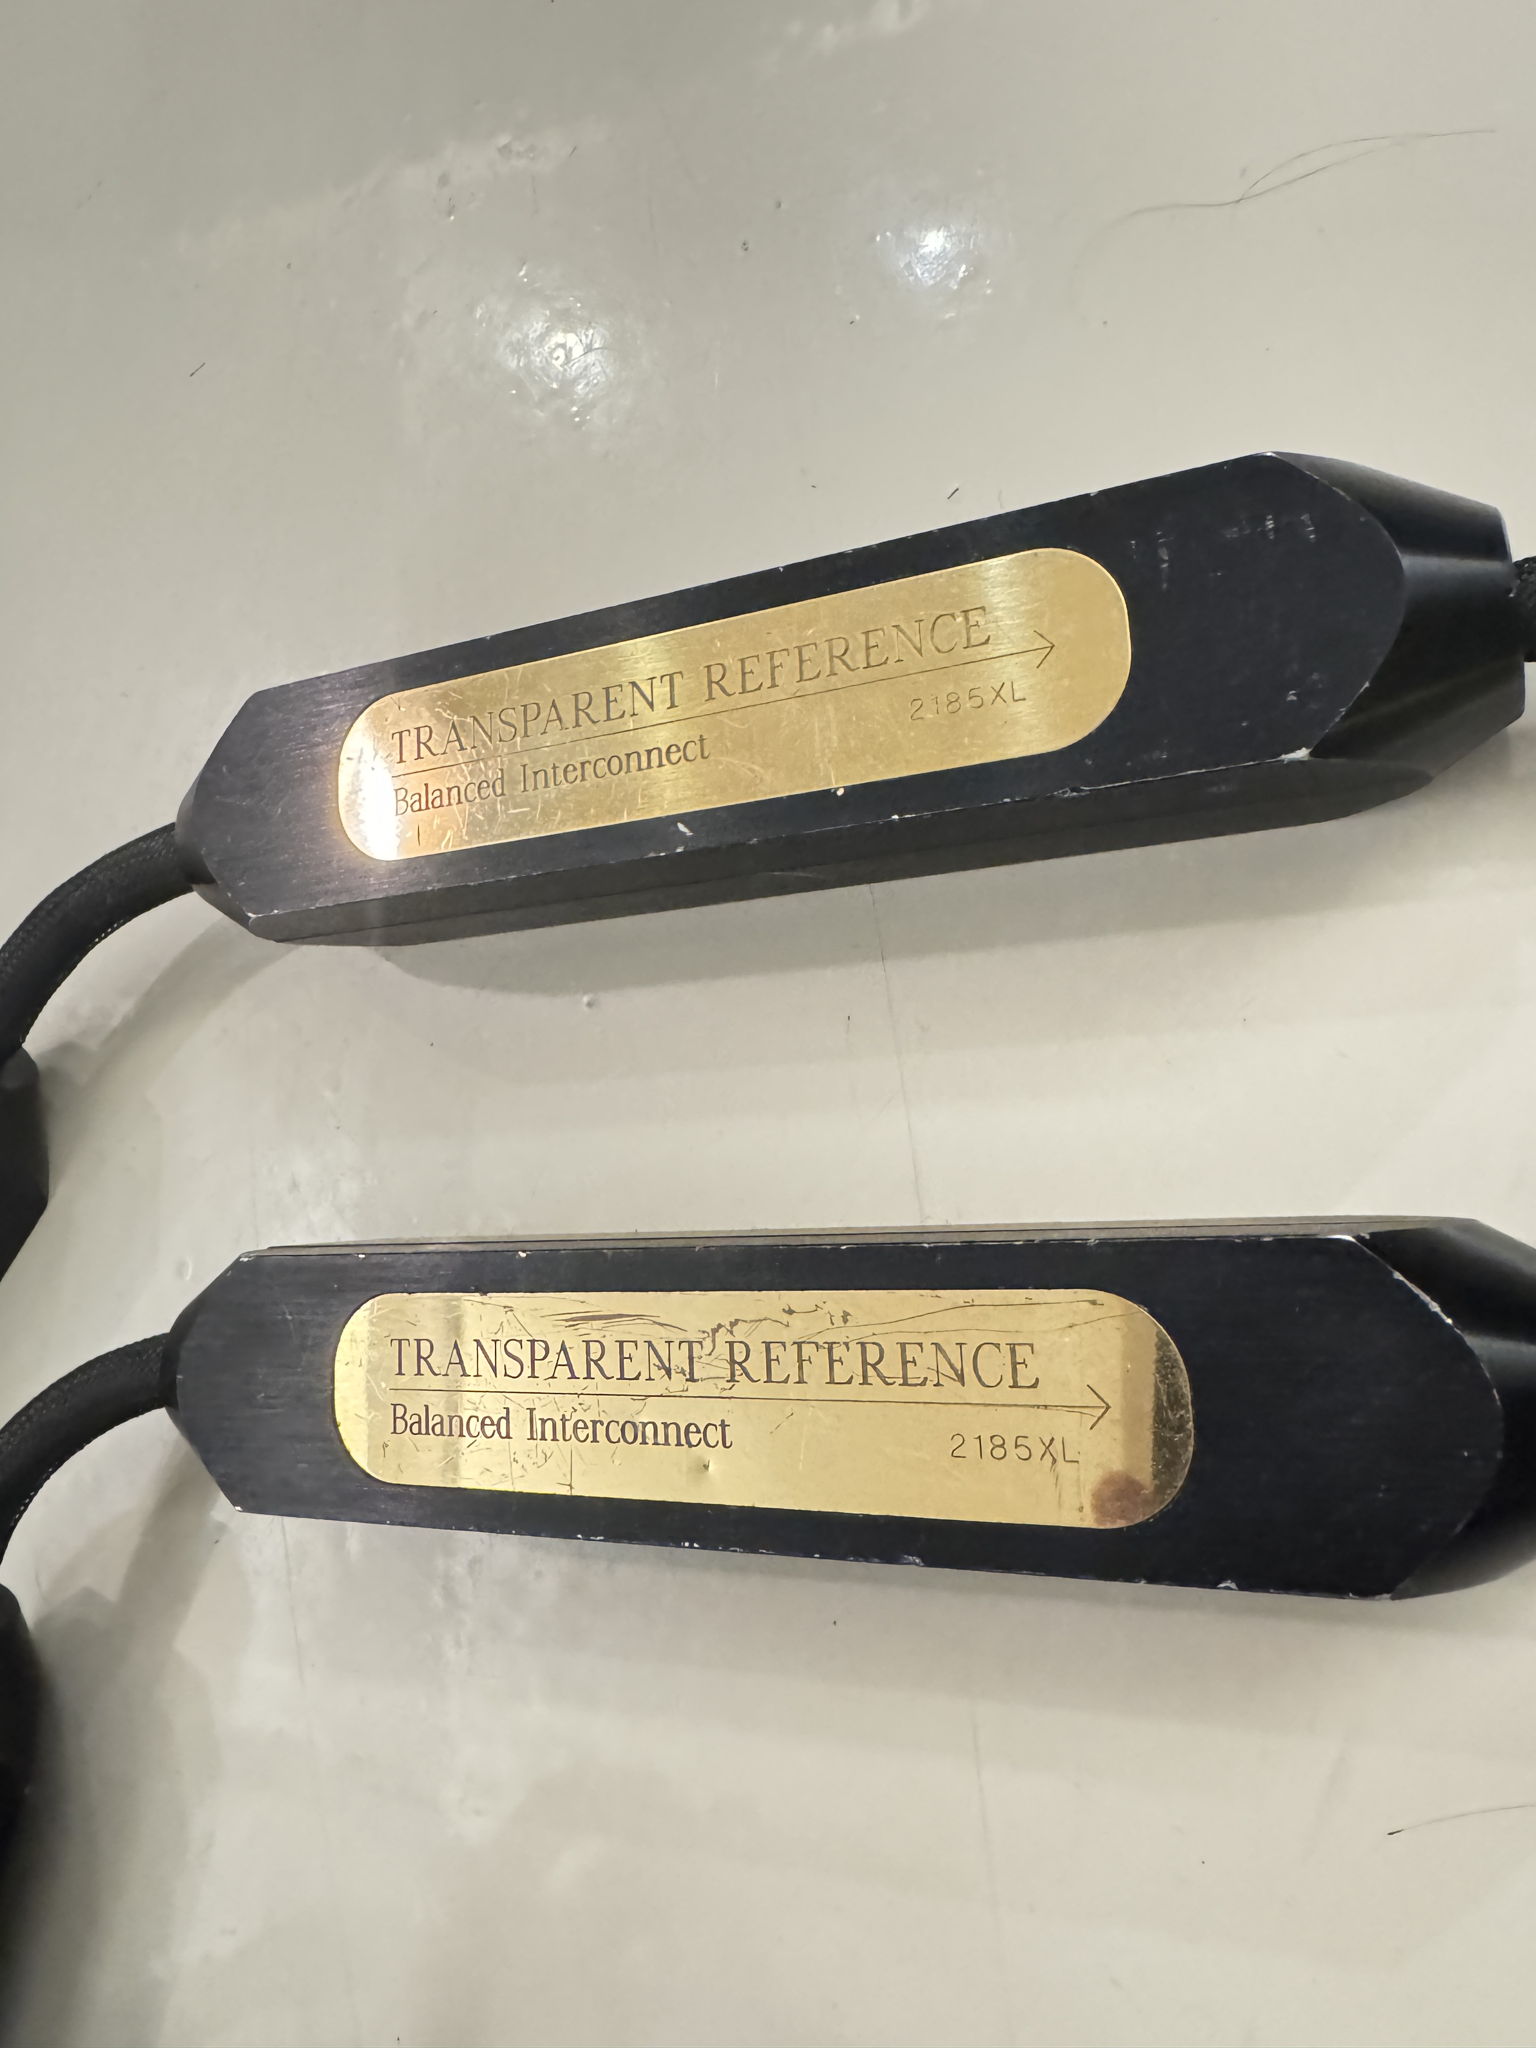 TRANSPARENT REFERENCE
2185XL
Balanced Interconnect
TRANSPARENT REFERENCE
Balanced Interconnect
2185XL